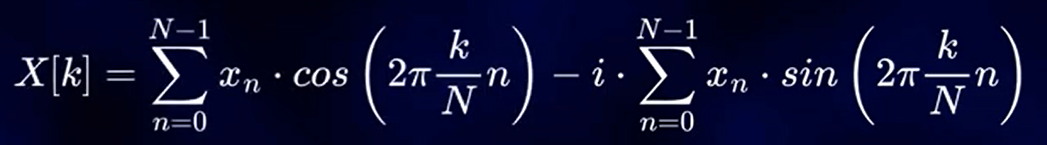 X[k] = \sum_{n=0}^{N-1} x_n \cdot cos \left( 2\pi \frac{k}{N} n \right) - i \cdot \sum_{n=0}^{N-1} x_n \cdot sin \left( 2\pi \frac{k}{N} n \right)